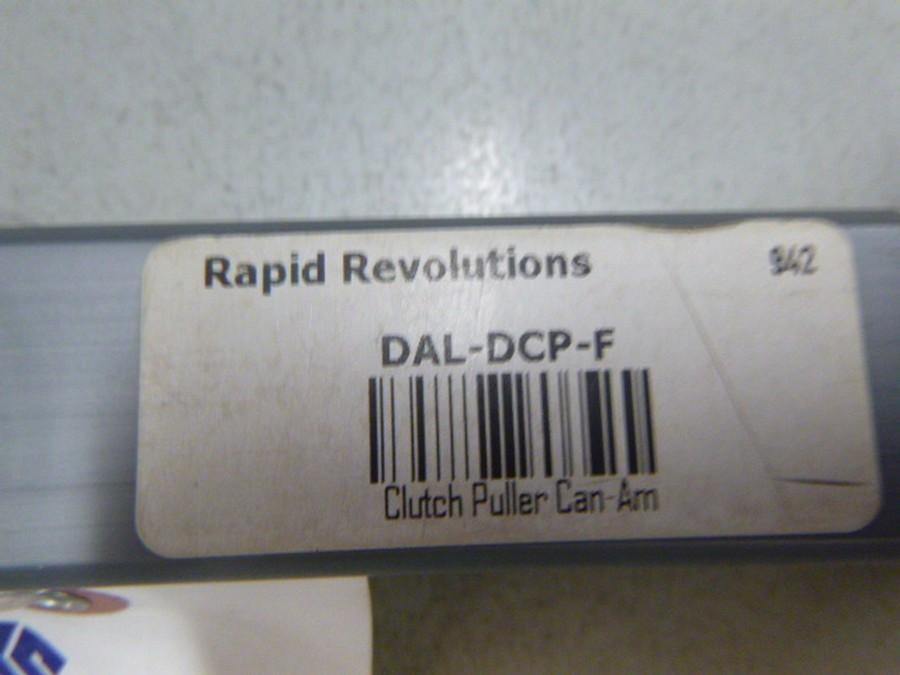 Rapid Revolutions 942
DAL-DCP-F
Clutch Puller Can-Am